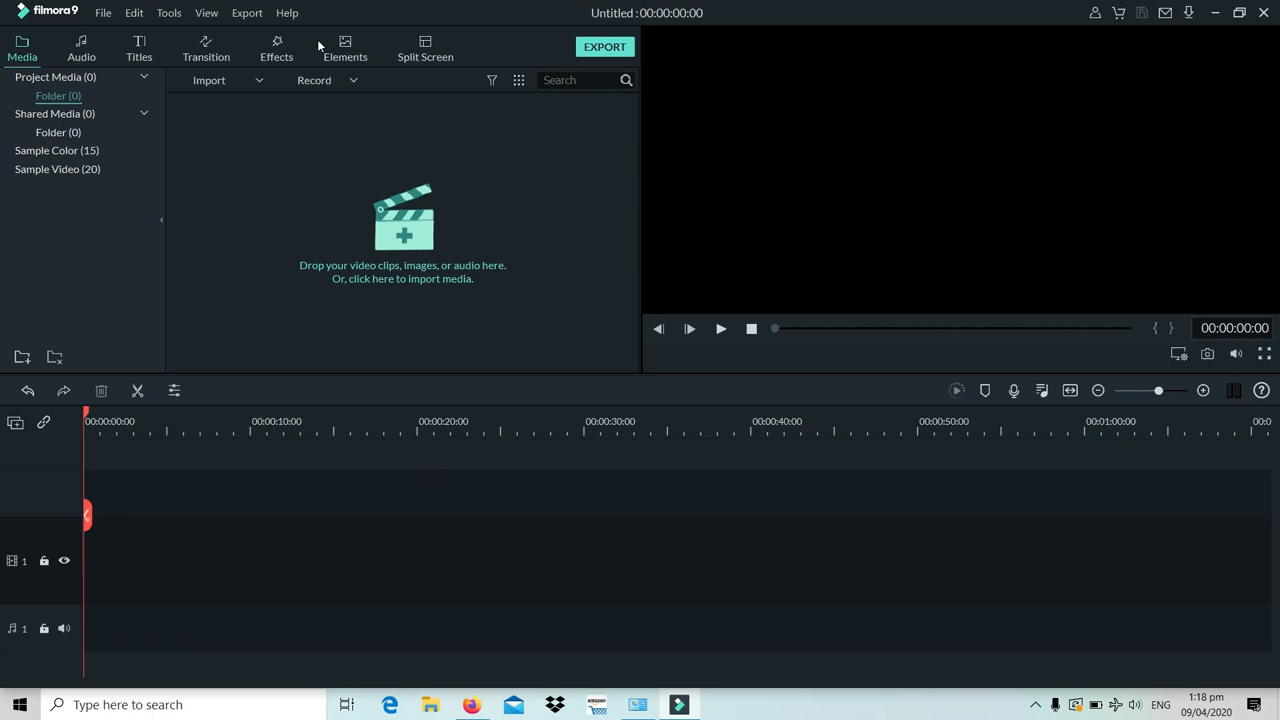 filmora 9 File Edit Tools View Export Help Untitled : 00:00:00:00
Media Audio Titles Transition Effects Elements Split Screen EXPORT
Project Media (0) Import Record Search
Folder (0)
Shared Media (0)
Folder (0)
Sample Color (15)
Sample Video (20)
Drop your video clips, images, or audio here.
Or, click here to import media.
{ } 00:00:00:00
00:00:00:00 00:00:10:00 00:00:20:00 00:00:30:00 00:00:40:00 00:00:50:00 00:01:00:00 00:0
1
1
Type here to search amazon ENG 1:18 pm
09/04/2020